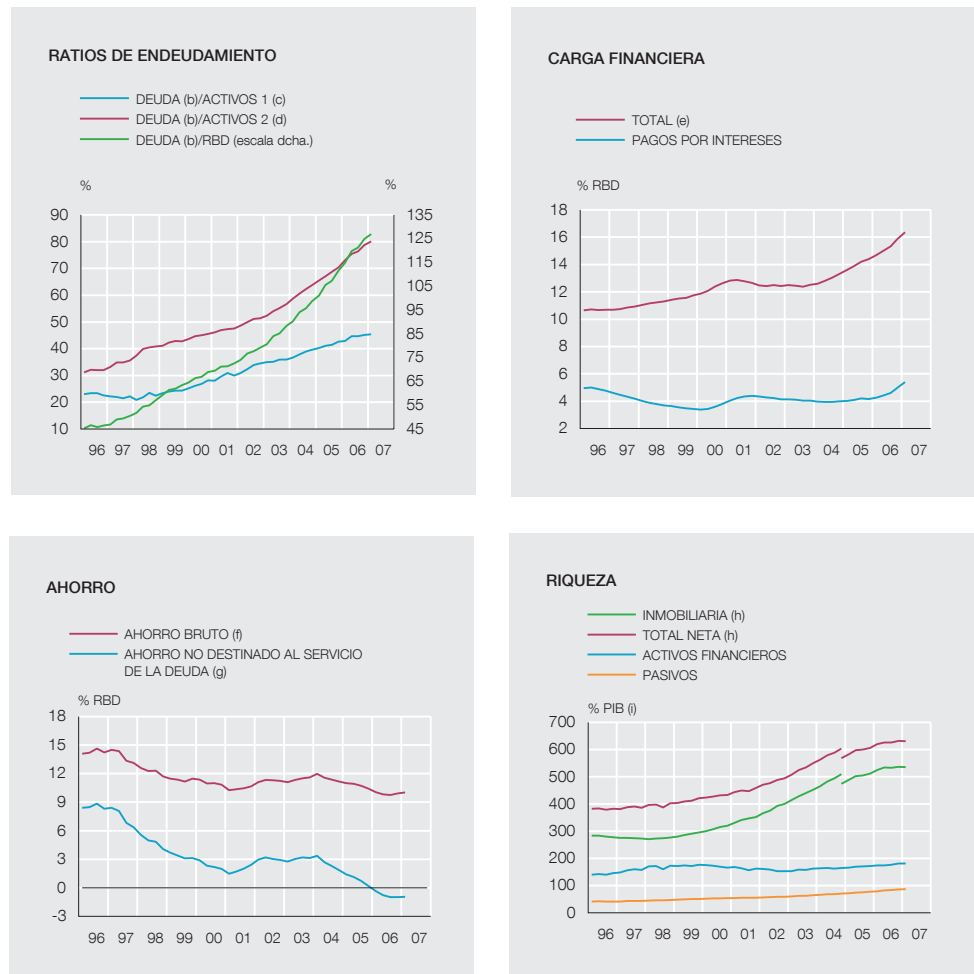 RATIOS DE ENDEUDAMIENTO
DEUDA (b)/ACTIVOS 1 (c)
DEUDA (b)/ACTIVOS 2 (d)
DEUDA (b)/RBD (escala dcha.)
% %
90 135
80 125
70 115
60 105
50 95
40 85
30 75
20 65
10 55
45
96 97 98 99 00 01 02 03 04 05 06 07
CARGA FINANCIERA
TOTAL (e)
PAGOS POR INTERESES
% RBD
18
16
14
12
10
8
6
4
2
96 97 98 99 00 01 02 03 04 05 06 07
AHORRO
AHORRO BRUTO (f)
AHORRO NO DESTINADO AL SERVICIO
DE LA DEUDA (g)
% RBD
18
15
12
9
6
3
0
-3
96 97 98 99 00 01 02 03 04 05 06 07
RIQUEZA
INMOBILIARIA (h)
TOTAL NETA (h)
ACTIVOS FINANCIEROS
PASIVOS
% PIB (i)
700
600
500
400
300
200
100
0
96 97 98 99 00 01 02 03 04 05 06 07